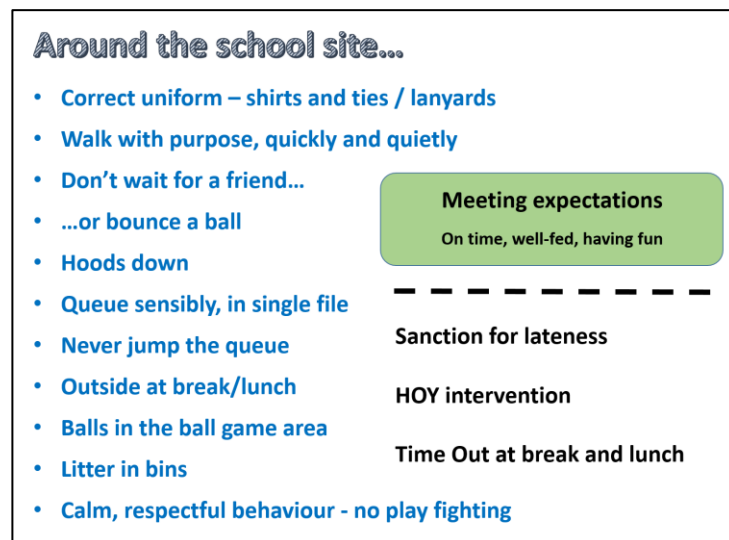 Around the school site...
• Correct uniform – shirts and ties / lanyards
• Walk with purpose, quickly and quietly
• Don't wait for a friend...
• ...or bounce a ball
• Hoods down
• Queue sensibly, in single file
• Never jump the queue
• Outside at break/lunch
• Balls in the ball game area
• Litter in bins
• Calm, respectful behaviour - no play fighting
Meeting expectations
On time, well-fed, having fun
Sanction for lateness
HOY intervention
Time Out at break and lunch